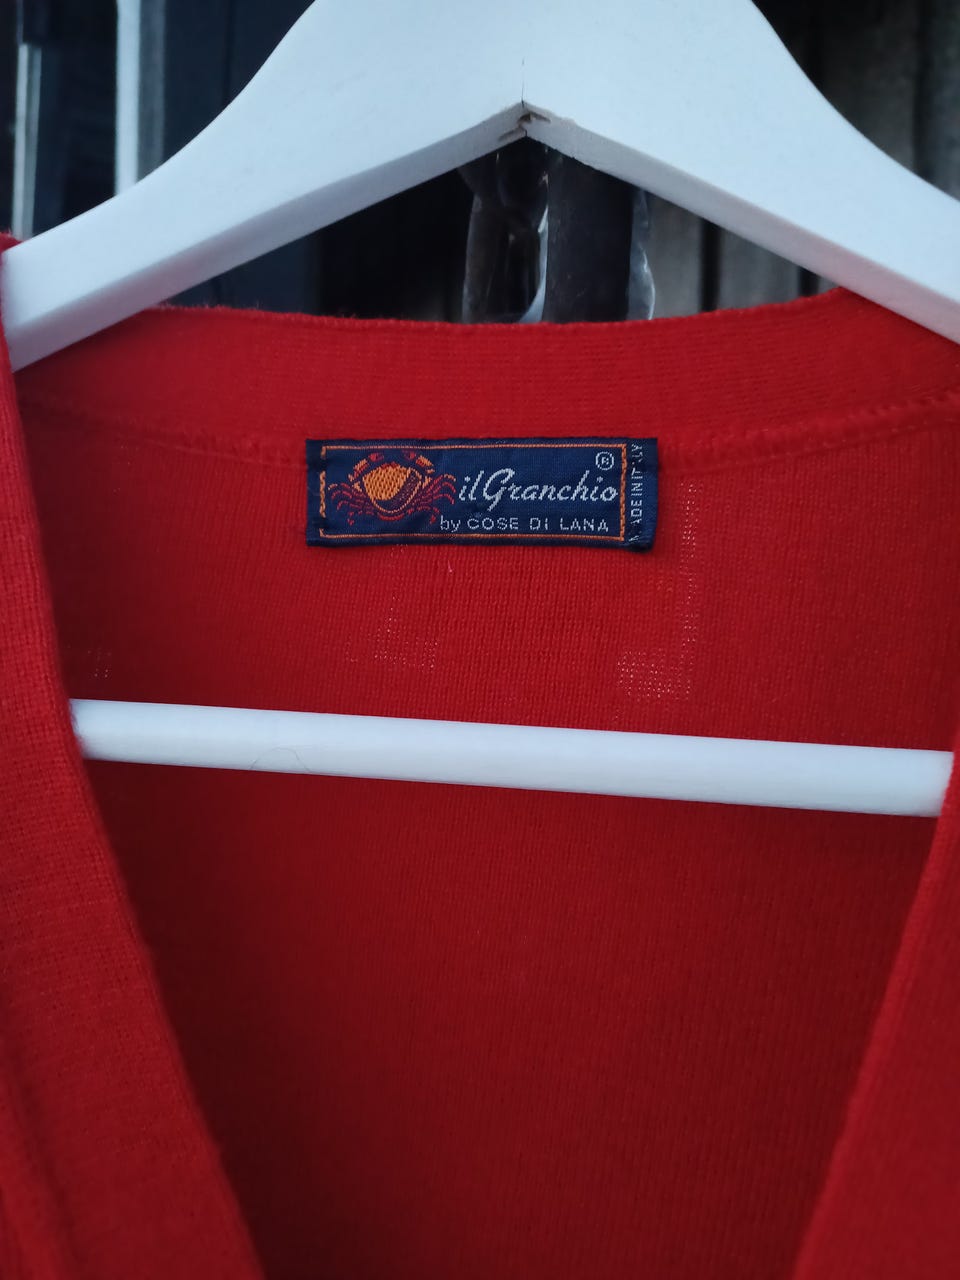 il Granchio ®
by COSE DI LANA
MADE IN ITALY